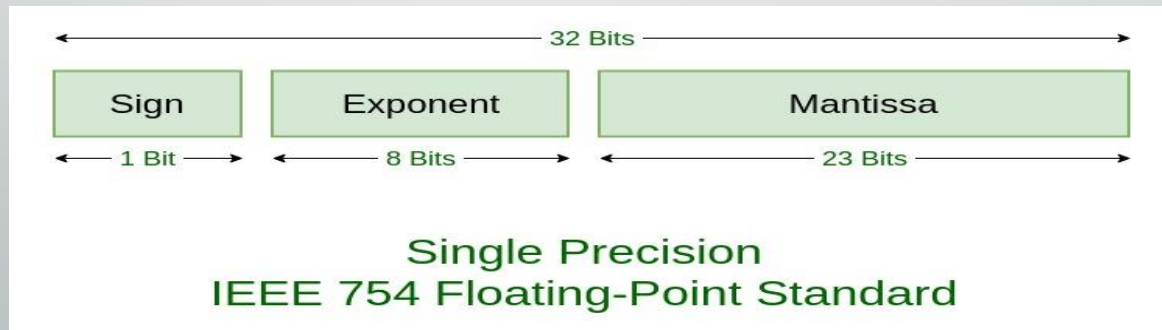 32 Bits
Sign Exponent Mantissa
1 Bit 8 Bits 23 Bits
Single Precision
IEEE 754 Floating-Point Standard